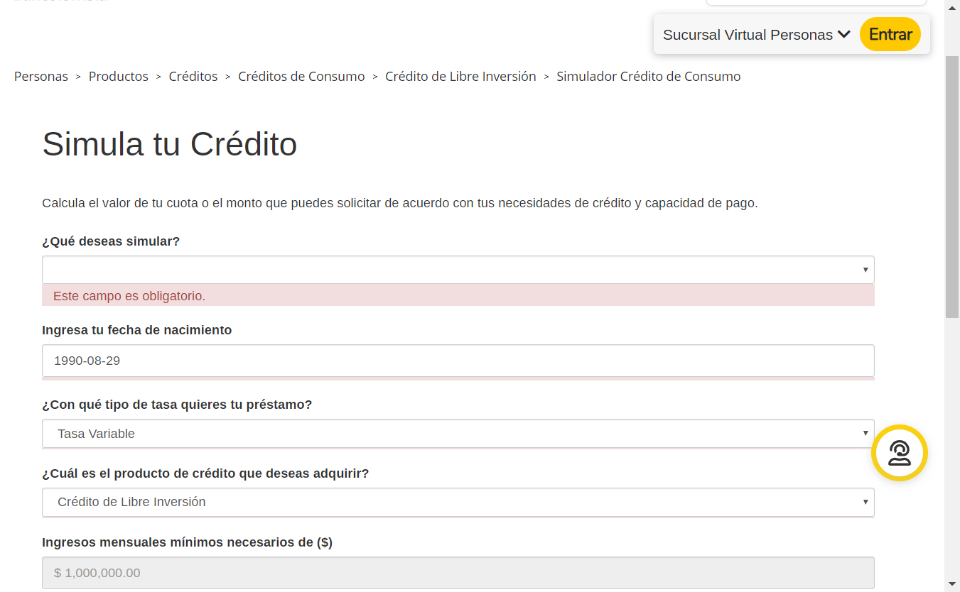 Sucursal Virtual Personas Entrar
Personas > Productos > Créditos > Créditos de Consumo > Crédito de Libre Inversión > Simulador Crédito de Consumo
Simula tu Crédito
Calcula el valor de tu cuota o el monto que puedes solicitar de acuerdo con tus necesidades de crédito y capacidad de pago.
¿Qué deseas simular?
Este campo es obligatorio.
Ingresa tu fecha de nacimiento
1990-08-29
¿Con qué tipo de tasa quieres tu préstamo?
Tasa Variable
¿Cuál es el producto de crédito que deseas adquirir?
Crédito de Libre Inversión
Ingresos mensuales mínimos necesarios de ($)
$ 1,000,000.00